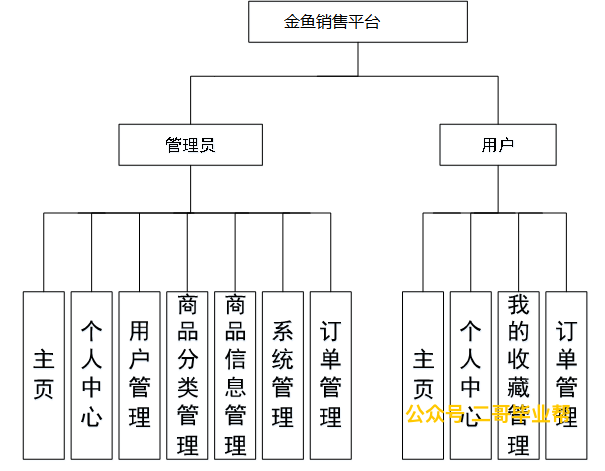 金鱼销售平台
管理员
用户
主页
个人中心
用户管理
商品分类管理
商品信息管理
系统管理
订单管理
主页
个人中心
我的收藏管理
订单管理
公众号 二哥毕业帮